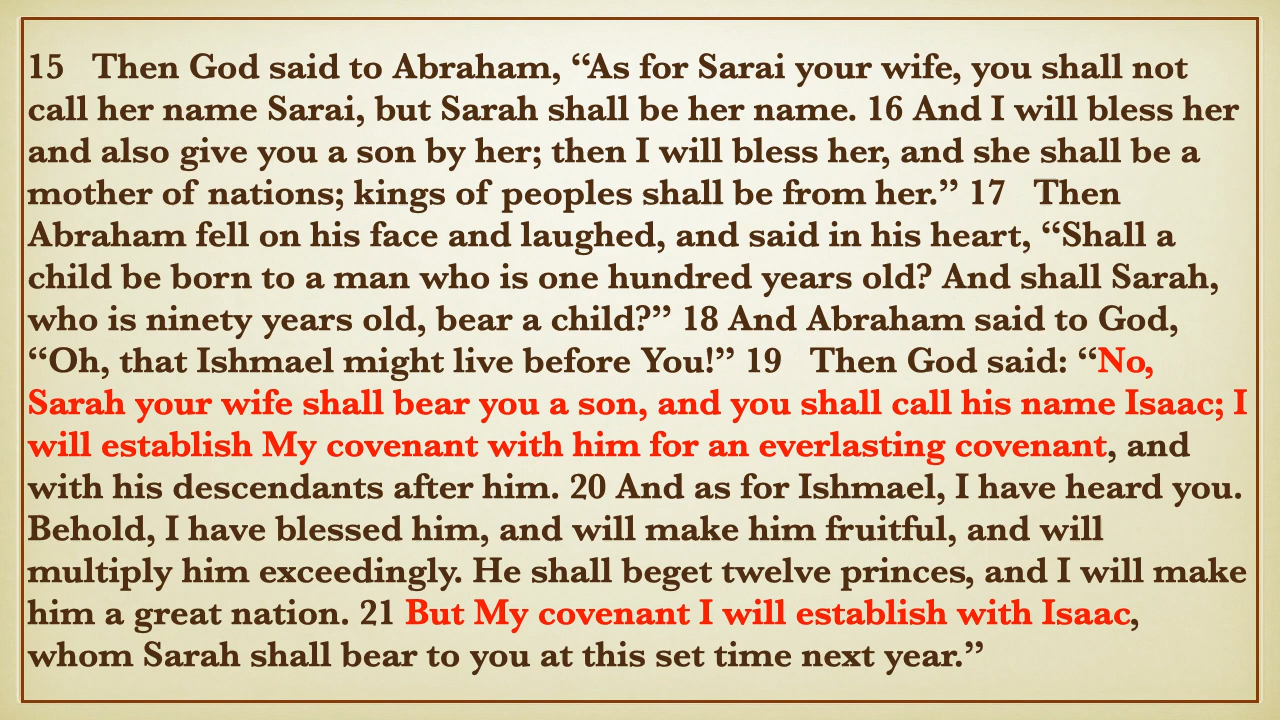 15   Then God said to Abraham, “As for Sarai your wife, you shall not
call her name Sarai, but Sarah shall be her name. 16 And I will bless her
and also give you a son by her; then I will bless her, and she shall be a
mother of nations; kings of peoples shall be from her.” 17   Then
Abraham fell on his face and laughed, and said in his heart, “Shall a
child be born to a man who is one hundred years old? And shall Sarah,
who is ninety years old, bear a child?” 18 And Abraham said to God,
“Oh, that Ishmael might live before You!” 19   Then God said: “No,
Sarah your wife shall bear you a son, and you shall call his name Isaac; I
will establish My covenant with him for an everlasting covenant, and
with his descendants after him. 20 And as for Ishmael, I have heard you.
Behold, I have blessed him, and will make him fruitful, and will
multiply him exceedingly. He shall beget twelve princes, and I will make
him a great nation. 21 But My covenant I will establish with Isaac,
whom Sarah shall bear to you at this set time next year.”